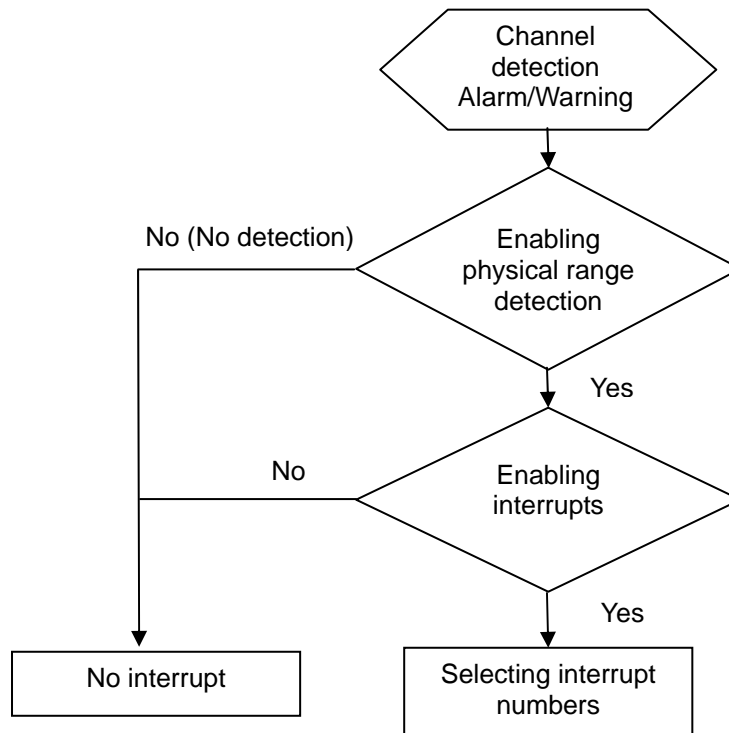 Channel
detection
Alarm/Warning
No (No detection)
Enabling
physical range
detection
Yes
No
Enabling
interrupts
Yes
No interrupt
Selecting interrupt
numbers